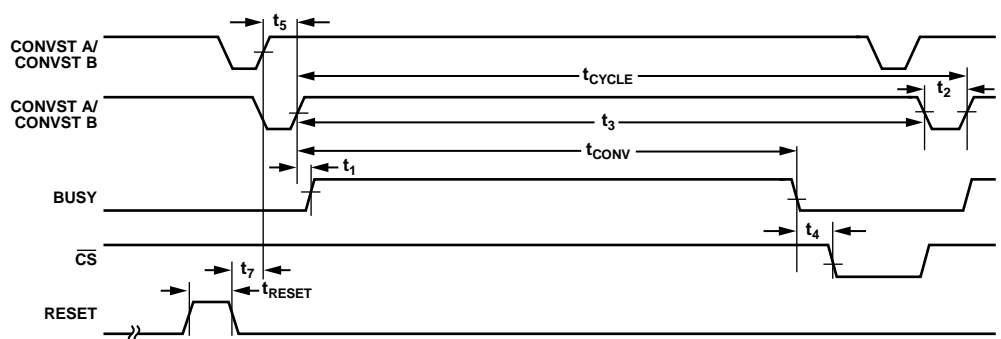 t5
CONVST A/
CONVST B
tCYCLE
t2
CONVST A/
CONVST B
t3
tCONV
t1
BUSY
t4
CS
t7
tRESET
RESET